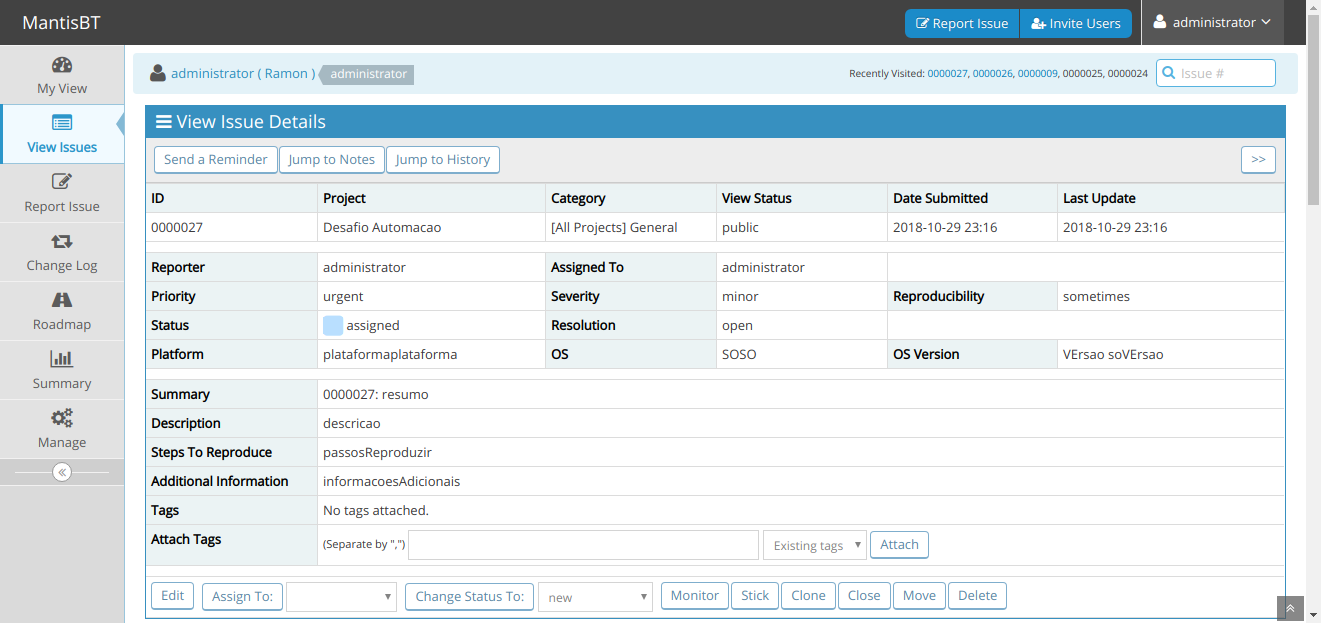 MantisBT Report Issue Invite Users administrator
My View
View Issues
Report Issue
Change Log
Roadmap
Summary
Manage
administrator ( Ramon ) administrator Recently Visited: 0000027, 0000026, 0000009, 0000025, 0000024 Issue #
View Issue Details
Send a Reminder Jump to Notes Jump to History >>
ID Project Category View Status Date Submitted Last Update
0000027 Desafio Automacao [All Projects] General public 2018-10-29 23:16 2018-10-29 23:16
Reporter administrator Assigned To administrator
Priority urgent Severity minor Reproducibility sometimes
Status assigned Resolution open
Platform plataformaplataforma OS SOSO OS Version VErsao soVErsao
Summary 0000027: resumo
Description descricao
Steps To Reproduce passosReproduzir
Additional Information informacoesAdicionais
Tags No tags attached.
Attach Tags (Separate by ",") Existing tags Attach
Edit Assign To: Change Status To: new Monitor Stick Clone Close Move Delete